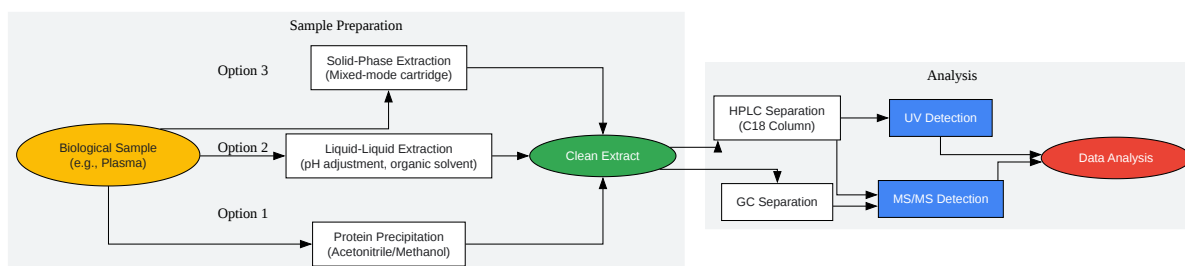 Sample Preparation
Option 3
Solid-Phase Extraction
(Mixed-mode cartridge)
Biological Sample
(e.g., Plasma)
Option 2
Liquid-Liquid Extraction
(pH adjustment, organic solvent)
Clean Extract
Option 1
Protein Precipitation
(Acetonitrile/Methanol)
Analysis
HPLC Separation
(C18 Column)
UV Detection
GC Separation
MS/MS Detection
Data Analysis